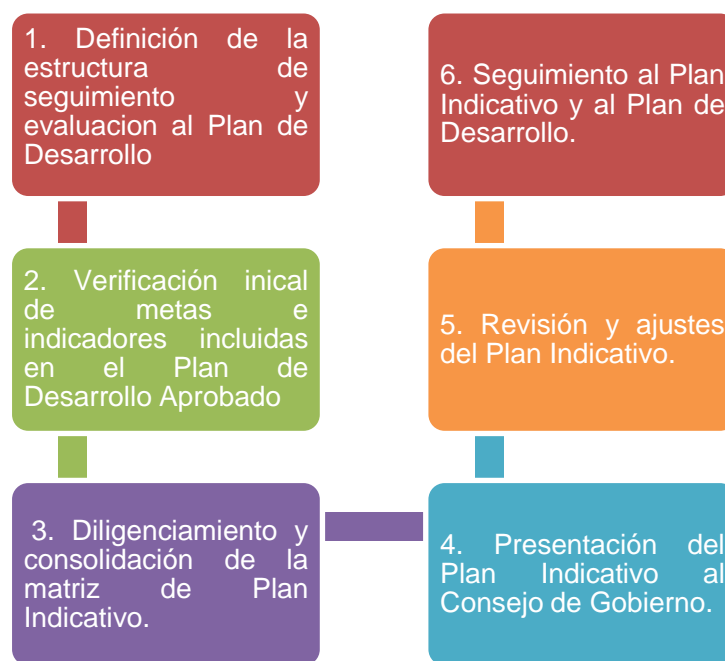 1. Definición de la
estructura de
seguimiento y
evaluacion al Plan de
Desarrollo
2. Verificación inical
de metas e
indicadores incluidas
en el Plan de
Desarrollo Aprobado
3. Diligenciamiento y
consolidación de la
matriz de Plan
Indicativo.
4. Presentación del
Plan Indicativo al
Consejo de Gobierno.
5. Revisión y ajustes
del Plan Indicativo.
6. Seguimiento al Plan
Indicativo y al Plan de
Desarrollo.